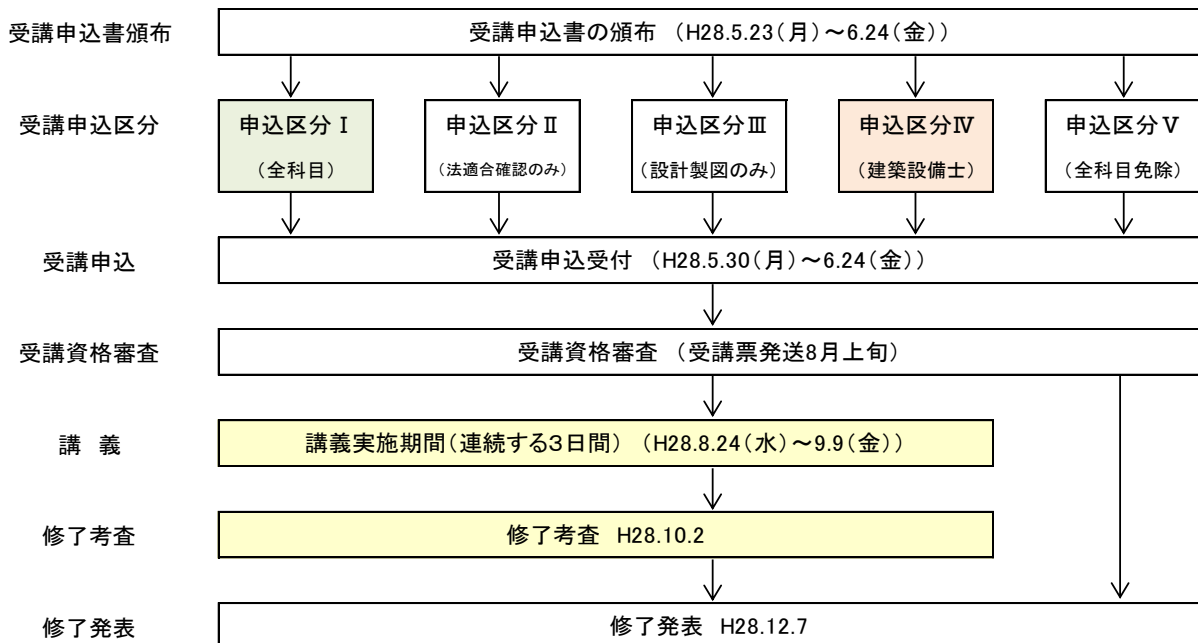 受講申込書頒布
受講申込書の頒布 （H28.5.23（月）～6.24（金））
受講申込区分
申込区分Ⅰ
（全科目）
申込区分Ⅱ
（法適合確認のみ）
申込区分Ⅲ
（設計製図のみ）
申込区分Ⅳ
（建築設備士）
申込区分Ⅴ
（全科目免除）
受講申込
受講申込受付 （H28.5.30（月）～6.24（金））
受講資格審査
受講資格審査 （受講票発送8月上旬）
講 義
講義実施期間（連続する3日間） （H28.8.24（水）～9.9（金））
修了考査
修了考査 H28.10.2
修了発表
修了発表 H28.12.7